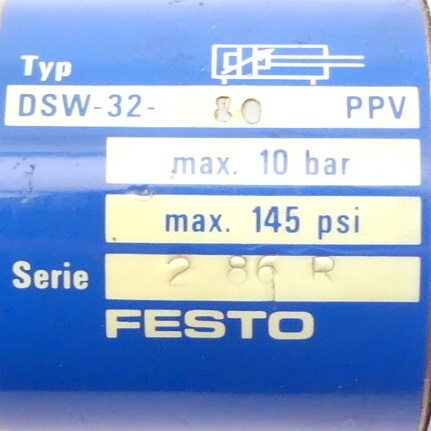 Typ
DSW-32- 80 PPV
max. 10 bar
max. 145 psi
Serie 2 86 R
FESTO